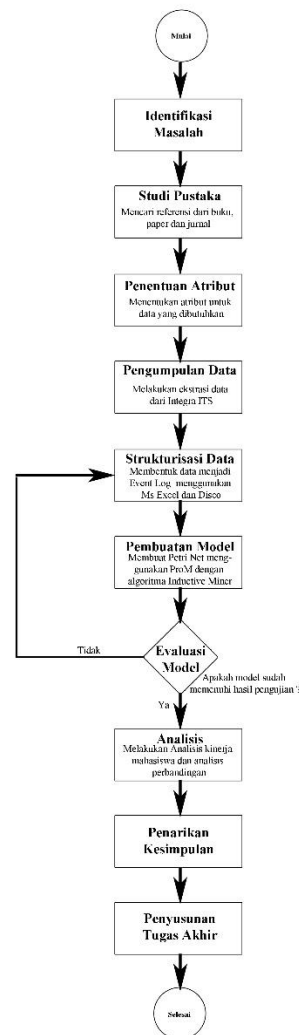 Mulai
Identifikasi
Masalah
Studi Pustaka
Mencari referensi dari buku,
paper dan jurnal
Penentuan Atribut
Menentukan atribut untuk
data yang dibutuhkan
Pengumpulan Data
Melakukan ekstrasi data
dari Integra ITS
Strukturisasi Data
Membentuk data menjadi
Event Log menggunakan
Ms Excel dan Disco
Pembuatan Model
Membuat Petri Net meng-
gunakan ProM dengan
algoritma Inductive Miner
Tidak
Evaluasi
Model
Apakah model sudah
memenuhi hasil pengujian ?
Ya
Analisis
Melakukan Analisis kinerja
mahasiswa dan analisis
perbandingan
Penarikan
Kesimpulan
Penyusunan
Tugas Akhir
Selesai